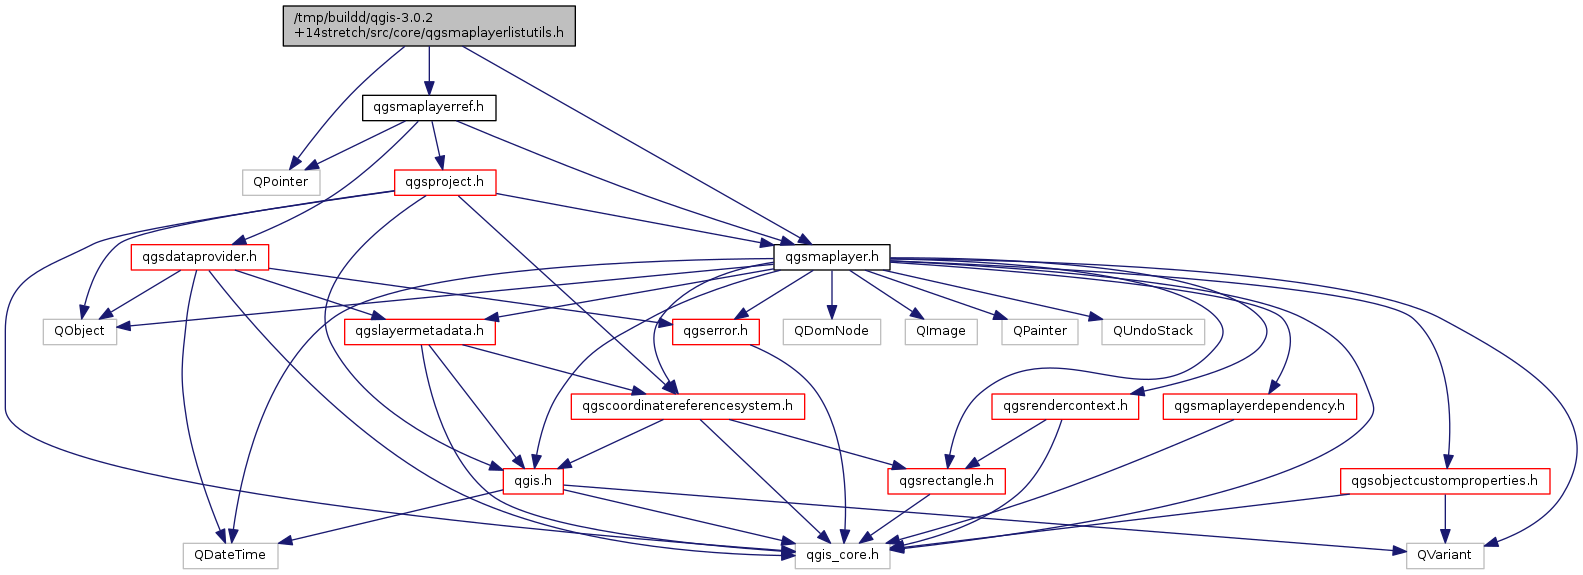 /tmp/buildd/qgis-3.0.2
+14stretch/src/core/qgsmaplayerlistutils.h
qgsmaplayerref.h
QPointer
qgsproject.h
qgsdataprovider.h
qgsmaplayer.h
QObject
qgslayermetadata.h
qgserror.h
QDomNode
QImage
QPainter
QUndoStack
qgscoordinatereferencesystem.h
qgsrendercontext.h
qgsmaplayerdependency.h
qgis.h
qgsrectangle.h
qgsobjectcustomproperties.h
QDateTime
qgis_core.h
QVariant